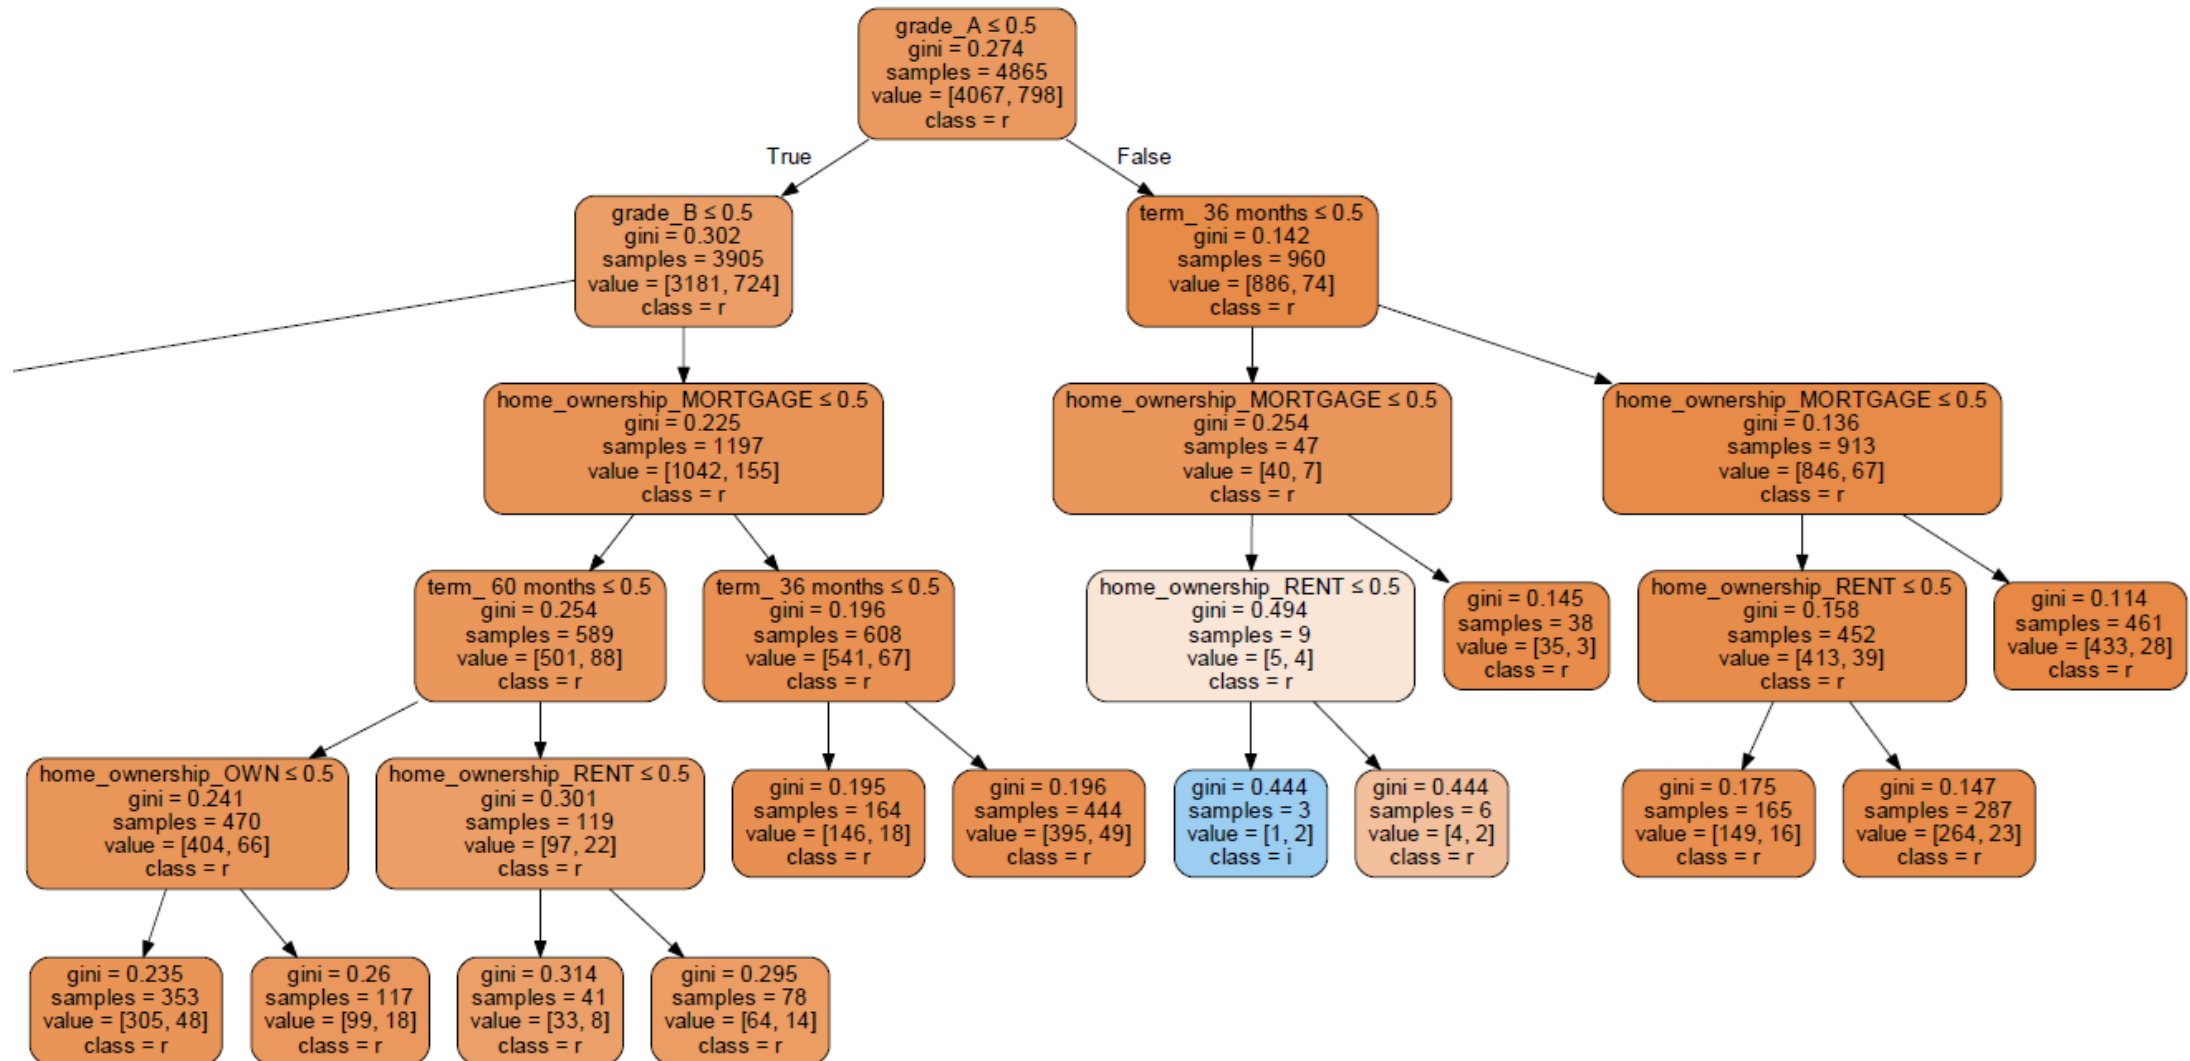 grade_A ≤ 0.5
gini = 0.274
samples = 4865
value = [4067, 798]
class = r
True
False
grade_B ≤ 0.5
gini = 0.302
samples = 3905
value = [3181, 724]
class = r
term_ 36 months ≤ 0.5
gini = 0.142
samples = 960
value = [886, 74]
class = r
home_ownership_MORTGAGE ≤ 0.5
gini = 0.225
samples = 1197
value = [1042, 155]
class = r
home_ownership_MORTGAGE ≤ 0.5
gini = 0.254
samples = 47
value = [40, 7]
class = r
home_ownership_MORTGAGE ≤ 0.5
gini = 0.136
samples = 913
value = [846, 67]
class = r
term_ 60 months ≤ 0.5
gini = 0.254
samples = 589
value = [501, 88]
class = r
term_ 36 months ≤ 0.5
gini = 0.196
samples = 608
value = [541, 67]
class = r
home_ownership_RENT ≤ 0.5
gini = 0.494
samples = 9
value = [5, 4]
class = r
gini = 0.145
samples = 38
value = [35, 3]
class = r
home_ownership_RENT ≤ 0.5
gini = 0.158
samples = 452
value = [413, 39]
class = r
gini = 0.114
samples = 461
value = [433, 28]
class = r
home_ownership_OWN ≤ 0.5
gini = 0.241
samples = 470
value = [404, 66]
class = r
home_ownership_RENT ≤ 0.5
gini = 0.301
samples = 119
value = [97, 22]
class = r
gini = 0.195
samples = 164
value = [146, 18]
class = r
gini = 0.196
samples = 444
value = [395, 49]
class = r
gini = 0.444
samples = 3
value = [1, 2]
class = i
gini = 0.444
samples = 6
value = [4, 2]
class = r
gini = 0.175
samples = 165
value = [149, 16]
class = r
gini = 0.147
samples = 287
value = [264, 23]
class = r
gini = 0.235
samples = 353
value = [305, 48]
class = r
gini = 0.26
samples = 117
value = [99, 18]
class = r
gini = 0.314
samples = 41
value = [33, 8]
class = r
gini = 0.295
samples = 78
value = [64, 14]
class = r